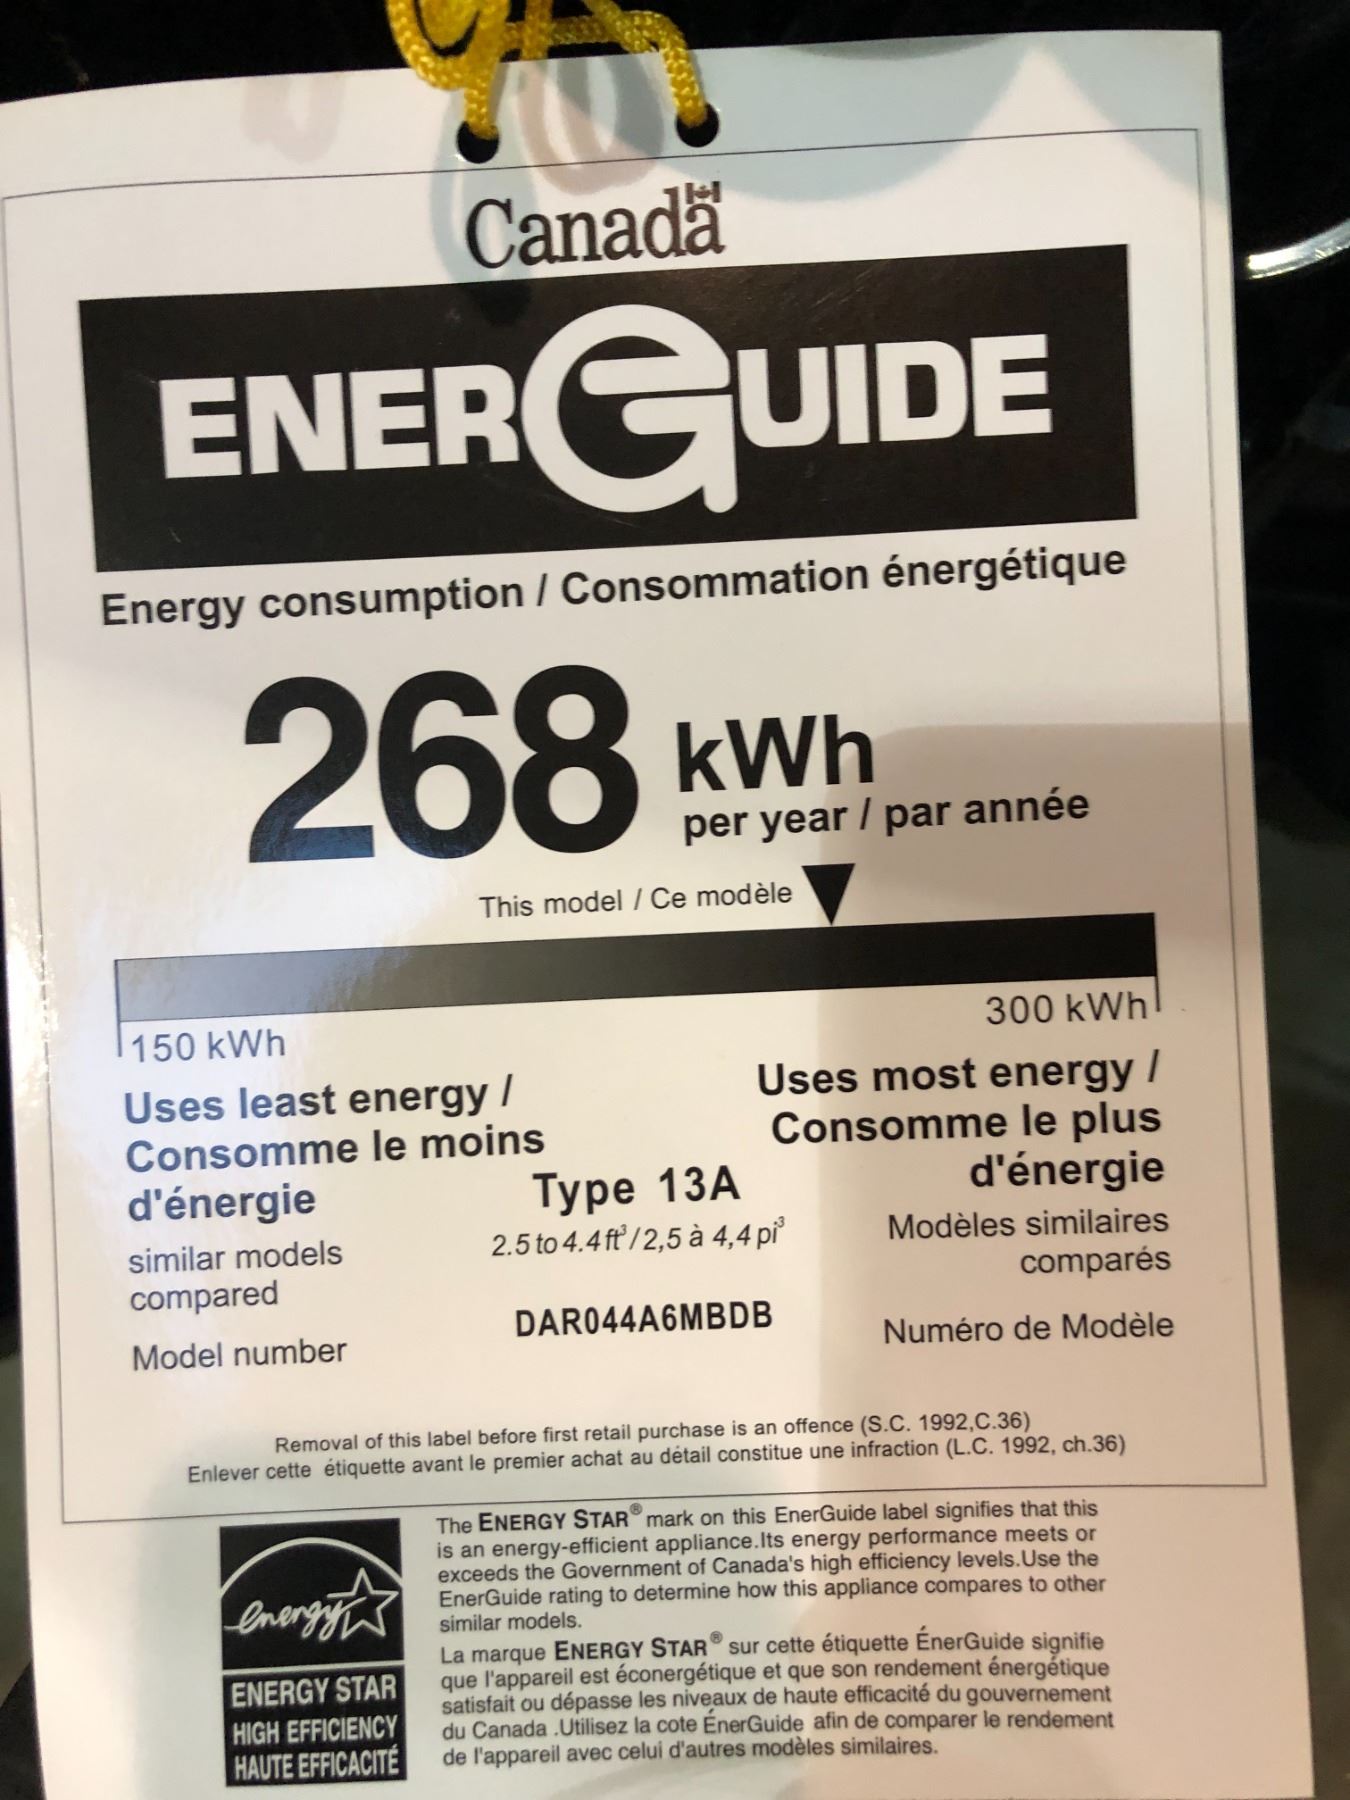 Canada
ENERGUIDE
Energy consumption / Consommation énergétique
268 kWh
per year / par année
This model / Ce modèle
150 kWh
300 kWh
Uses least energy /
Consomme le moins
d'énergie
similar models
compared
Model number
Type 13A
2.5 to 4.4 ft³/2,5 à 4,4 pi³
DAR044A6MBDB
Uses most energy /
Consomme le plus
d'énergie
Modèles similaires
comparés
Numéro de Modèle
Removal of this label before first retail purchase is an offence (S.C. 1992,C.36)
Enlever cette étiquette avant le premier achat au détail constitue une infraction (L.C. 1992, ch.36)
energy
ENERGY STAR
HIGH EFFICIENCY
HAUTE EFFICACITÉ
The ENERGY STAR® mark on this EnerGuide label signifies that this
is an energy-efficient appliance.Its energy performance meets or
exceeds the Government of Canada's high efficiency levels.Use the
EnerGuide rating to determine how this appliance compares to other
similar models.
La marque ENERGY STAR® sur cette étiquette ÉnerGuide signifie
que l'appareil est éconergétique et que son rendement énergétique
satisfait ou dépasse les niveaux de haute efficacité du gouvernement
du Canada .Utilisez la cote ÉnerGuide afin de comparer le rendement
de l'appareil avec celui d'autres modèles similaires.